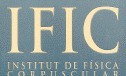 IFIC
INSTITUT DE FÍSICA
CORPUSCULAR